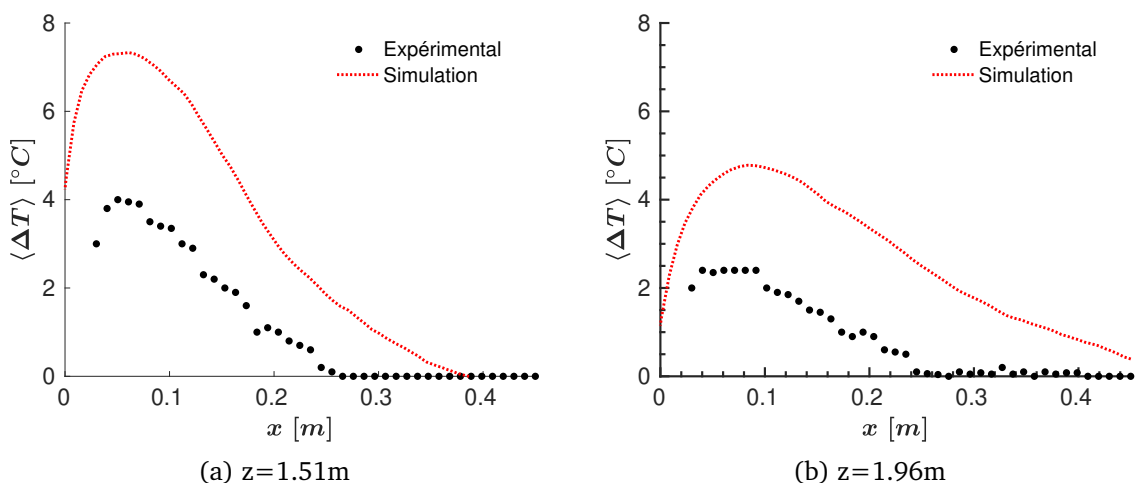 8
6
4
2
0
⟨ΔT⟩ [°C]
Expérimental
Simulation
0
0.1
0.2
0.3
0.4
x [m]
(a) z=1.51m
8
6
4
2
0
⟨ΔT⟩ [°C]
Expérimental
Simulation
0
0.1
0.2
0.3
0.4
x [m]
(b) z=1.96m